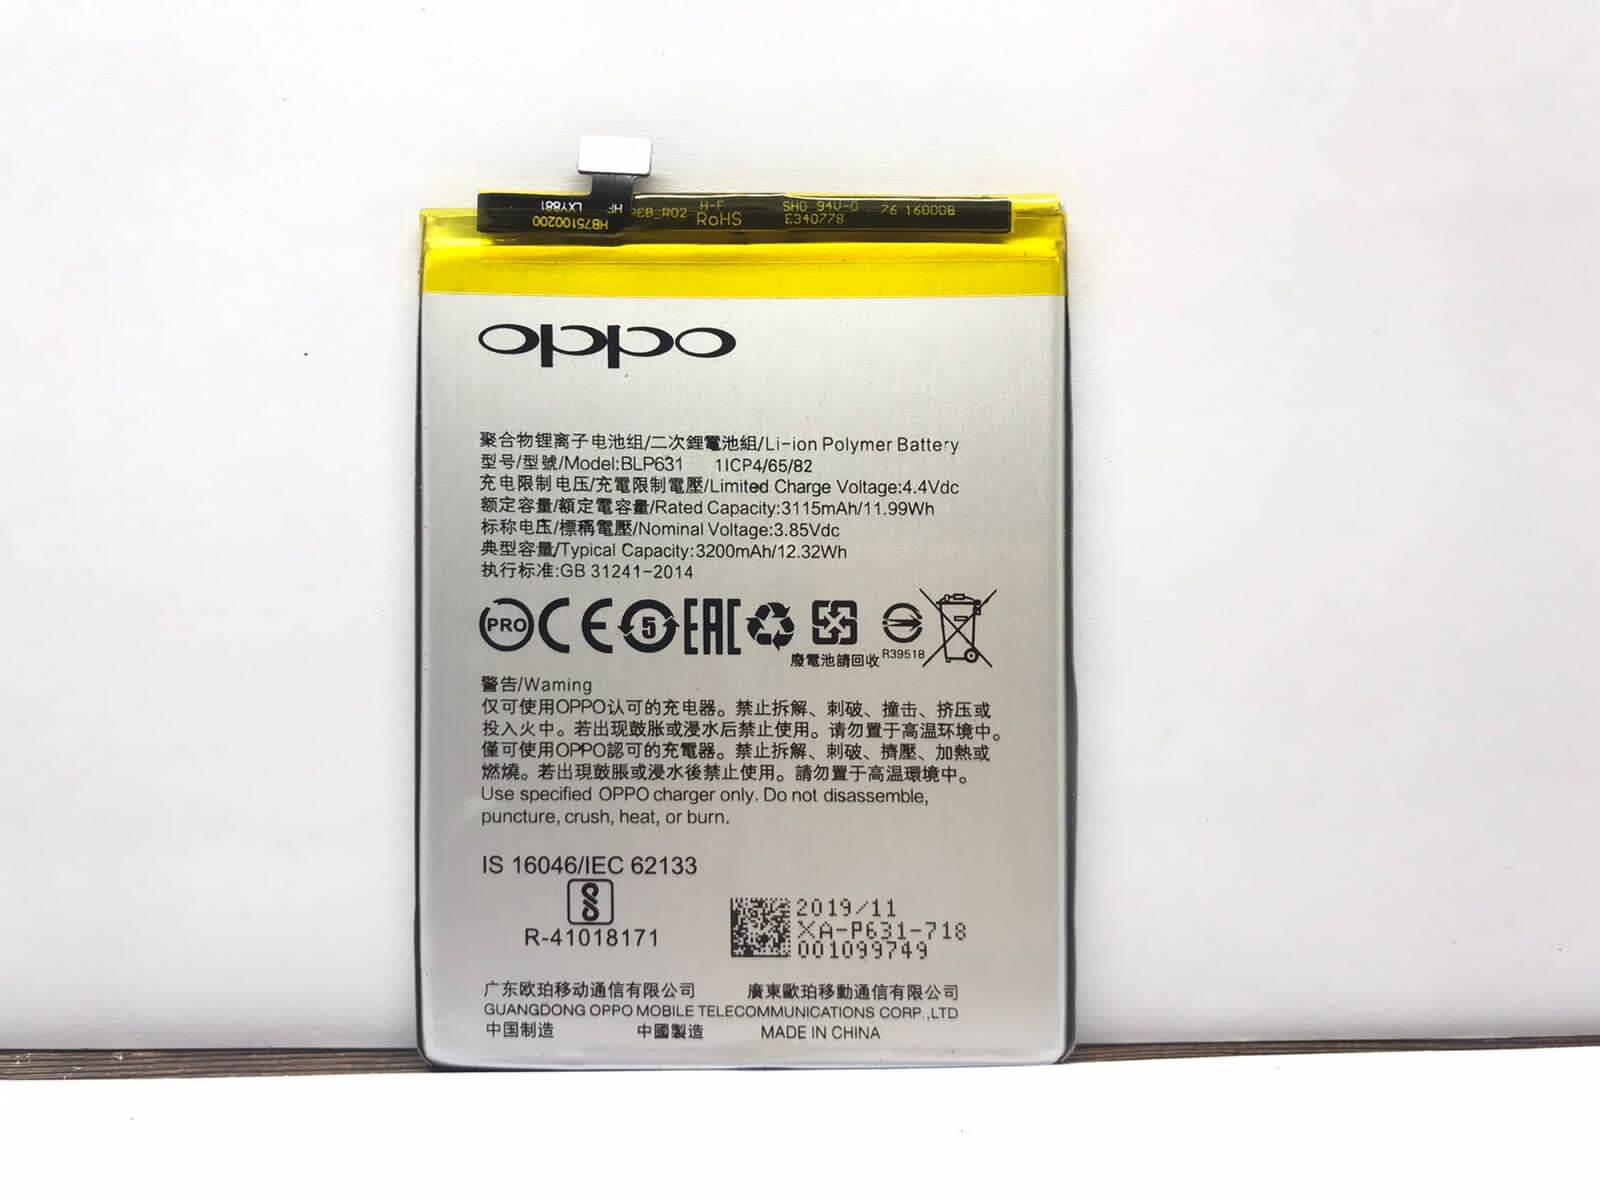 HF LXY881
HB751000200
PCB_R02 H-F
RoHS
SHO 94V-0
E340778
76 160008
oppo
聚合物锂离子电池组/二次鋰電池組/Li-ion Polymer Battery
型号/型號/Model:BLP631 1ICP4/65/82
充电限制电压/充電限制電壓/Limited Charge Voltage:4.4Vdc
额定容量/額定電容量/Rated Capacity:3115mAh/11.99Wh
标称电压/標稱電壓/Nominal Voltage:3.85Vdc
典型容量/Typical Capacity:3200mAh/12.32Wh
执行标准:GB 31241-2014
PRO CE 5 EAC
廢電池請回收 R39518
警告/Waming
仅可使用OPPO认可的充电器。禁止拆解、刺破、撞击、挤压或
投入火中。若出现鼓胀或浸水后禁止使用。请勿置于高温环境中。
僅可使用OPPO認可的充電器。禁止拆解、刺破、擠壓、加熱或
燃燒。若出現鼓脹或浸水後禁止使用。請勿置于高溫環境中。
Use specified OPPO charger only. Do not disassemble,
puncture, crush, heat, or burn.
IS 16046/IEC 62133
R-41018171
2019/11
XA-P631-718
001099749
广东欧珀移动通信有限公司 廣東歐珀移動通信有限公司
GUANGDONG OPPO MOBILE TELECOMMUNICATIONS CORP.,LTD
中国制造 中國製造 MADE IN CHINA